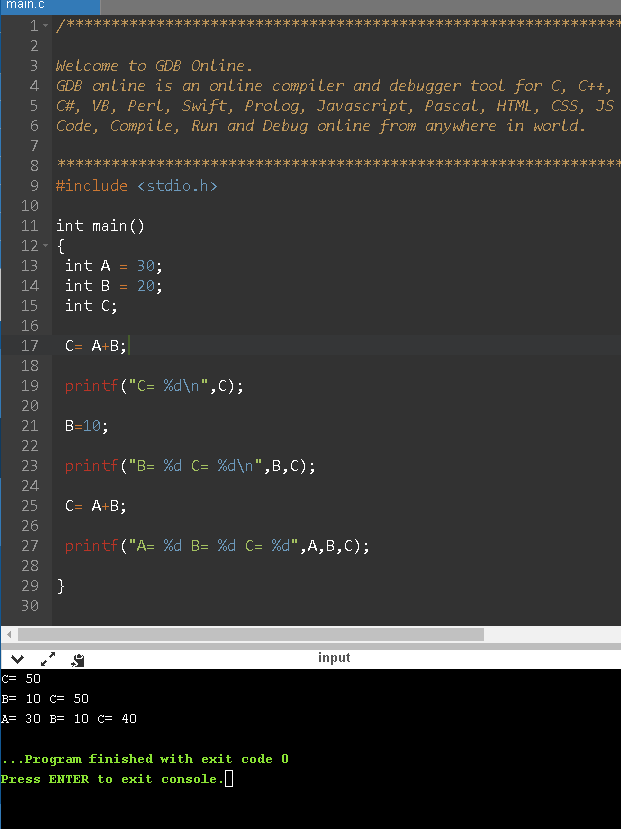 main.c
1 /******************************************************************
2
3 Welcome to GDB Online.
4 GDB online is an online compiler and debugger tool for C, C++,
5 C#, VB, Perl, Swift, Prolog, Javascript, Pascal, HTML, CSS, JS
6 Code, Compile, Run and Debug online from anywhere in world.
7
8 *******************************************************************
9 #include <stdio.h>
10
11 int main()
12 {
13 int A = 30;
14 int B = 20;
15 int C;
16
17 C= A+B;
18
19 printf("C= %d\n",C);
20
21 B=10;
22
23 printf("B= %d C= %d\n",B,C);
24
25 C= A+B;
26
27 printf("A= %d B= %d C= %d",A,B,C);
28
29 }
30
input
C= 50
B= 10 C= 50
A= 30 B= 10 C= 40
...Program finished with exit code 0
Press ENTER to exit console.